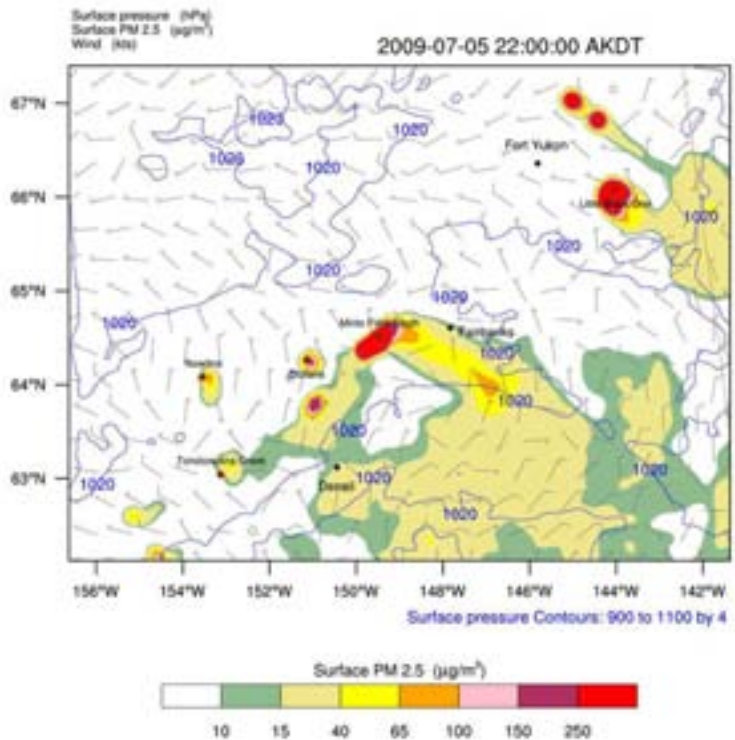 Surface pressure (hPa)
Surface PM 2.5 (μg/m³)
Wind (kts)
2009-07-05 22:00:00 AKDT
67°N
1020
1020
Fort Yukon
1020
66°N
1020
1020
1020
65°N
1020
1020
Fairbanks
1020
64°N
1020
1020
63°N
1020
1020
1020
Denali
1020
156°W 154°W 152°W 150°W 148°W 146°W 144°W 142°W
Surface pressure Contours: 900 to 1100 by 4
Surface PM 2.5 (μg/m³)
10 15 40 65 100 150 250